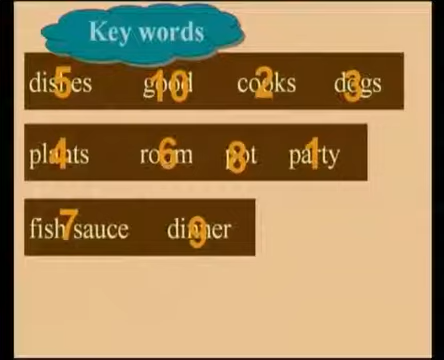 Key words
dishes 5 good 10 cooks 2 dogs 3
plants 4 room 6 pot 8 party 1
fish sauce 7 dinner 9